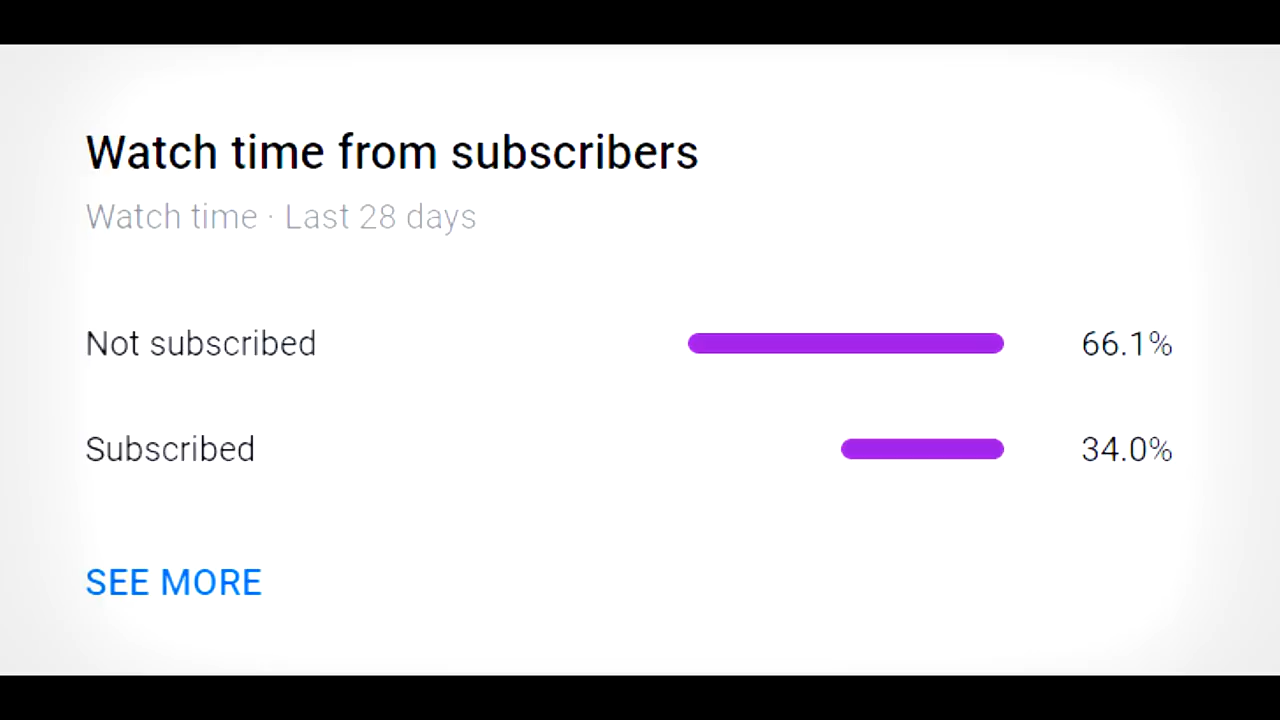 Watch time from subscribers
Watch time · Last 28 days
Not subscribed 66.1%
Subscribed 34.0%
SEE MORE